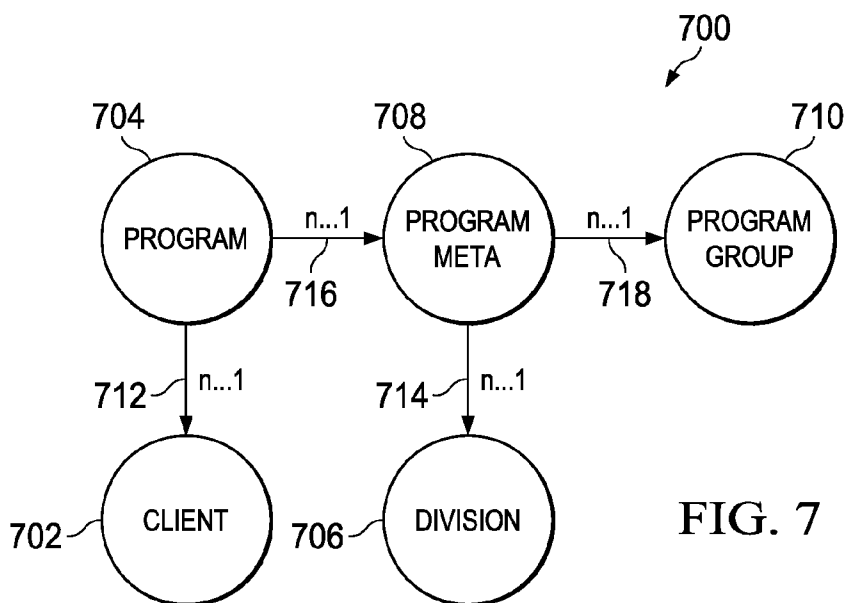 700
704
708
710
PROGRAM
n...1
716
PROGRAM
META
n...1
718
PROGRAM
GROUP
712
n...1
714
n...1
702
CLIENT
706
DIVISION
FIG. 7